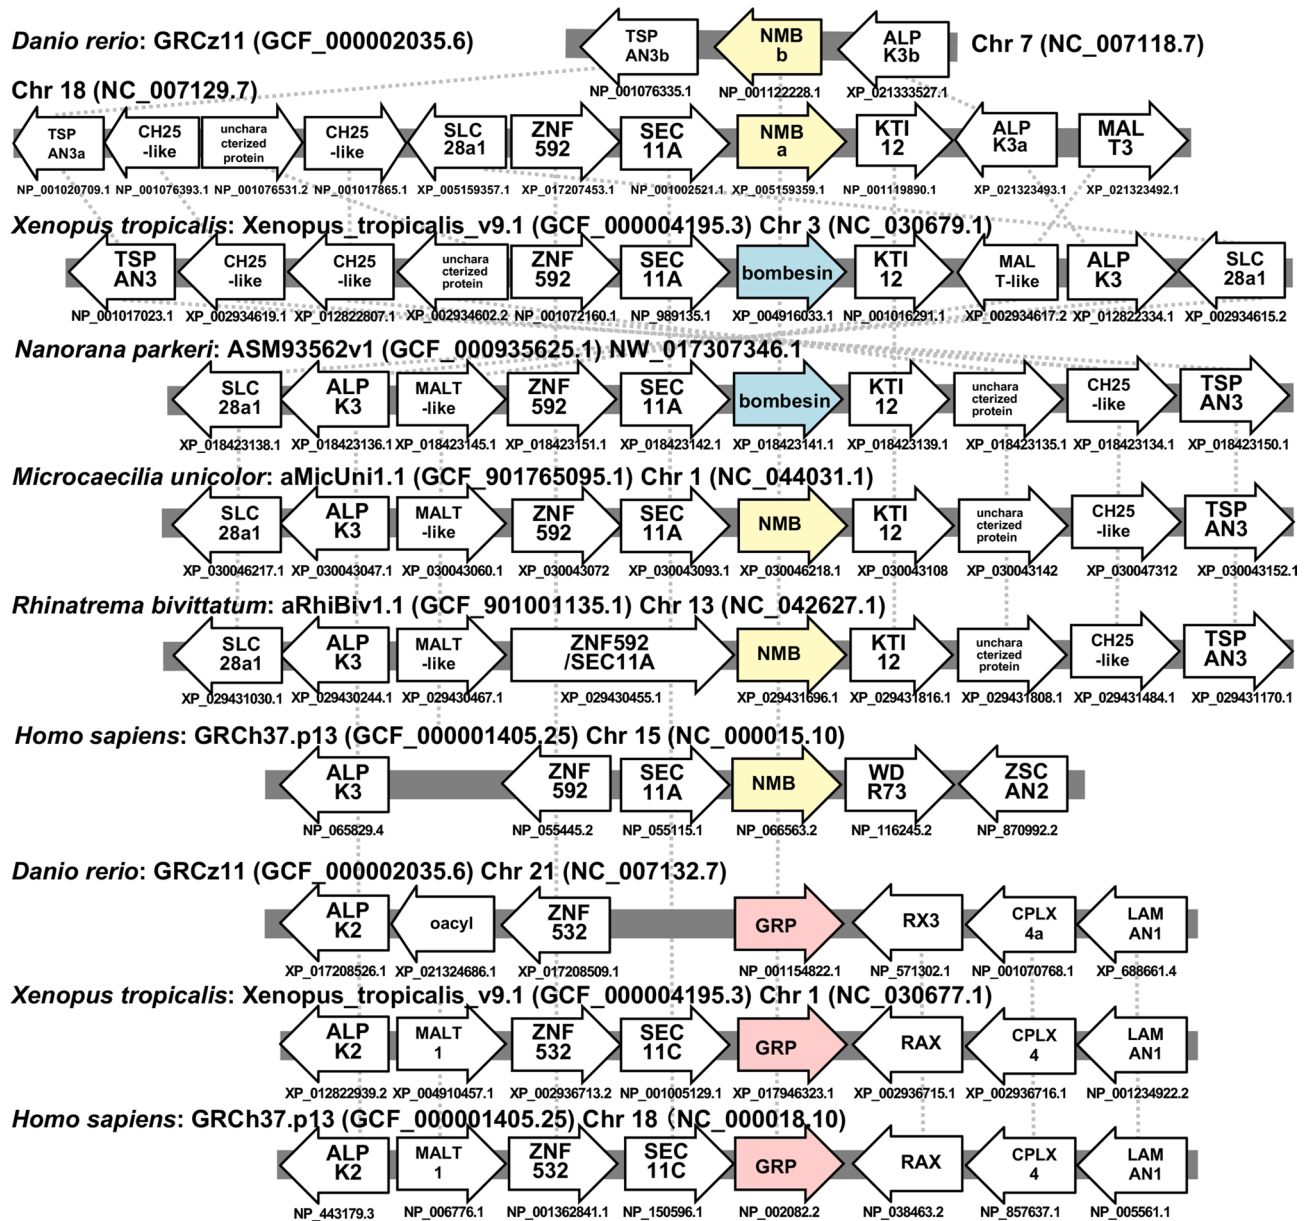 Danio rerio: GRCz11 (GCF_000002035.6)
TSP AN3b
NMB b
ALP K3b
Chr 7 (NC_007118.7)
NP_001076335.1 NP_001122228.1 XP_021333527.1
Chr 18 (NC_007129.7)
TSP AN3a
CH25 -like
unchara cterized protein
CH25 -like
SLC 28a1
ZNF 592
SEC 11A
NMB a
KTI 12
ALP K3a
MAL T3
NP_001020709.1 NP_001076393.1 NP_001076531.2 NP_001017865.1 XP_005159357.1 XP_017207453.1 NP_001002521.1 XP_005159359.1 NP_001119890.1 XP_021323493.1 XP_021323492.1
Xenopus tropicalis: Xenopus_tropicalis_v9.1 (GCF_000004195.3) Chr 3 (NC_030679.1)
TSP AN3
CH25 -like
CH25 -like
unchara cterized protein
ZNF 592
SEC 11A
bombesin
KTI 12
MAL T-like
ALP K3
SLC 28a1
NP_001017023.1 XP_002934619.1 XP_012822807.1 XP_002934602.2 NP_001072160.1 NP_989135.1 XP_004916033.1 NP_001016291.1 XP_002934617.2 XP_012822334.1 XP_002934615.2
Nanorana parkeri: ASM93562v1 (GCF_000935625.1) NW_017307346.1
SLC 28a1
ALP K3
MALT -like
ZNF 592
SEC 11A
bombesin
KTI 12
unchara cterized protein
CH25 -like
TSP AN3
XP_018423138.1 XP_018423136.1 XP_018423145.1 XP_018423151.1 XP_018423142.1 XP_018423141.1 XP_018423139.1 XP_018423135.1 XP_018423134.1 XP_018423150.1
Microcaecilia unicolor: aMicUni1.1 (GCF_901765095.1) Chr 1 (NC_044031.1)
SLC 28a1
ALP K3
MALT -like
ZNF 592
SEC 11A
NMB
KTI 12
unchara cterized protein
CH25 -like
TSP AN3
XP_030046217.1 XP_030043047.1 XP_030043060.1 XP_030043072 XP_030043093.1 XP_030046218.1 XP_030043108 XP_030043142 XP_030047312 XP_030043152.1
Rhinatrema bivittatum: aRhiBiv1.1 (GCF_901001135.1) Chr 13 (NC_042627.1)
SLC 28a1
ALP K3
MALT -like
ZNF592 /SEC11A
NMB
KTI 12
unchara cterized protein
CH25 -like
TSP AN3
XP_029431030.1 XP_029430244.1 XP_029430467.1 XP_029430455.1 XP_029431696.1 XP_029431816.1 XP_029431808.1 XP_029431484.1 XP_029431170.1
Homo sapiens: GRCh37.p13 (GCF_000001405.25) Chr 15 (NC_000015.10)
ALP K3
ZNF 592
SEC 11A
NMB
WD R73
ZSC AN2
NP_065829.4 NP_055445.2 NP_055115.1 NP_066563.2 NP_116245.2 NP_870992.2
Danio rerio: GRCz11 (GCF_000002035.6) Chr 21 (NC_007132.7)
ALP K2
oacyl
ZNF 532
GRP
RX3
CPLX 4a
LAM AN1
XP_017208526.1 XP_021324686.1 XP_017208509.1 NP_001154822.1 NP_571302.1 NP_001070768.1 XP_688661.4
Xenopus tropicalis: Xenopus_tropicalis_v9.1 (GCF_000004195.3) Chr 1 (NC_030677.1)
ALP K2
MALT 1
ZNF 532
SEC 11C
GRP
RAX
CPLX 4
LAM AN1
XP_012822939.2 XP_004910457.1 XP_002936713.2 NP_001005129.1 XP_017946323.1 XP_002936715.1 XP_002936716.1 NP_001234922.2
Homo sapiens: GRCh37.p13 (GCF_000001405.25) Chr 18 (NC_000018.10)
ALP K2
MALT 1
ZNF 532
SEC 11C
GRP
RAX
CPLX 4
LAM AN1
NP_443179.3 NP_006776.1 NP_001362841.1 NP_150596.1 NP_002082.2 NP_038463.2 NP_857637.1 NP_005561.1